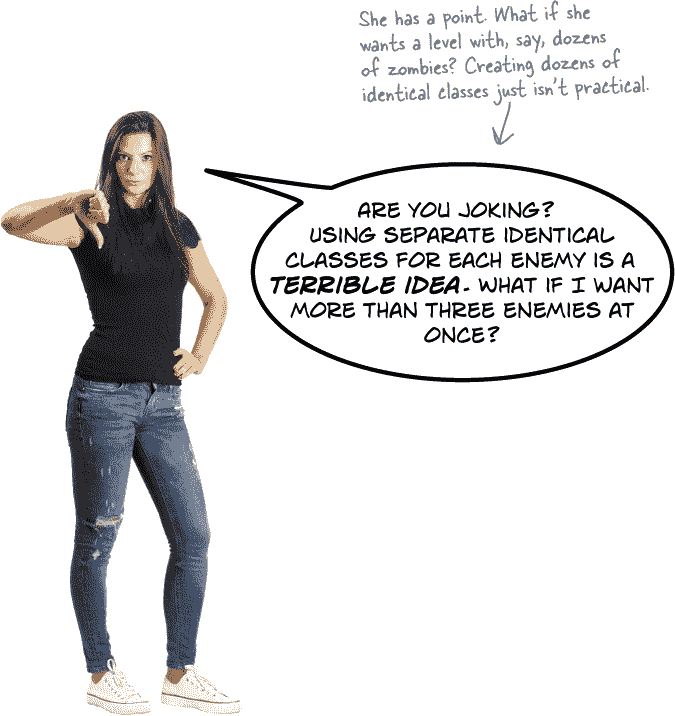 She has a point. What if she
wants a level with, say, dozens
of zombies? Creating dozens of
identical classes just isn't practical.
ARE YOU JOKING?
USING SEPARATE IDENTICAL
CLASSES FOR EACH ENEMY IS A
TERRIBLE IDEA. WHAT IF I WANT
MORE THAN THREE ENEMIES AT
ONCE?